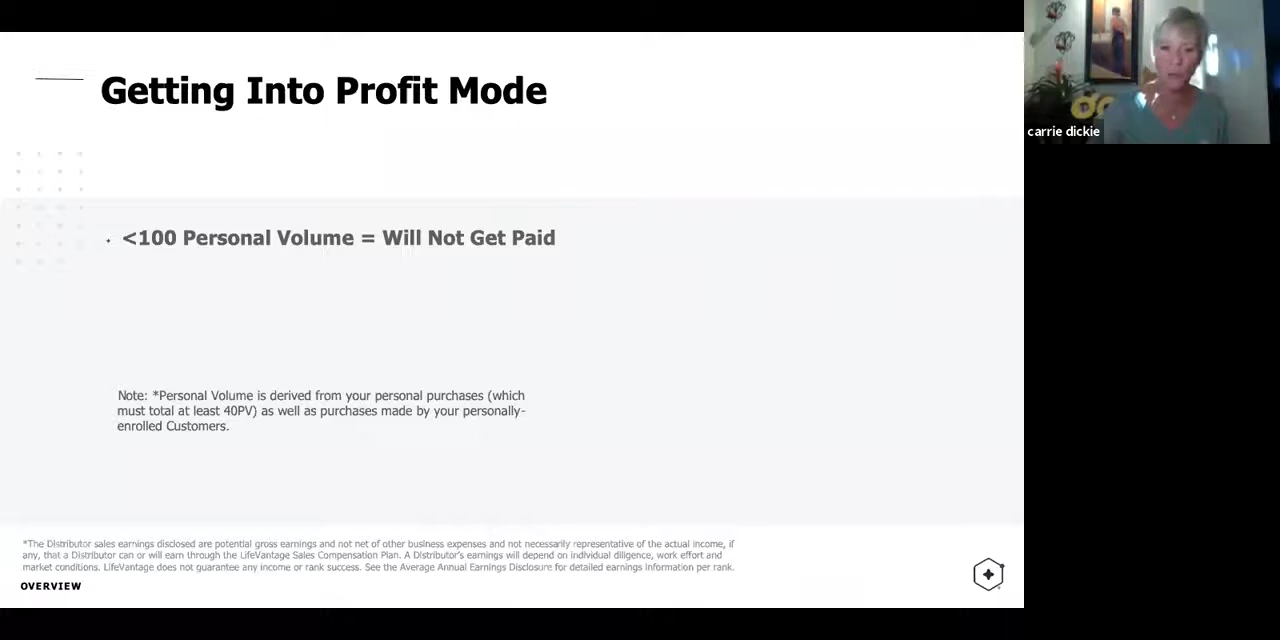 Getting Into Profit Mode
<100 Personal Volume = Will Not Get Paid
Note: *Personal Volume is derived from your personal purchases (which
must total at least 40PV) as well as purchases made by your personally-
enrolled Customers.
*The Distributor sales earnings disclosed are potential gross earnings and not net of other business expenses and not necessarily representative of the actual income, if
any, that a Distributor can or will earn through the LifeVantage Sales Compensation Plan. A Distributor's earnings will depend on individual diligence, work effort and
market conditions. LifeVantage does not guarantee any income or rank success. See the Average Annual Earnings Disclosure for detailed earnings information per rank.
OVERVIEW
carrie dickie